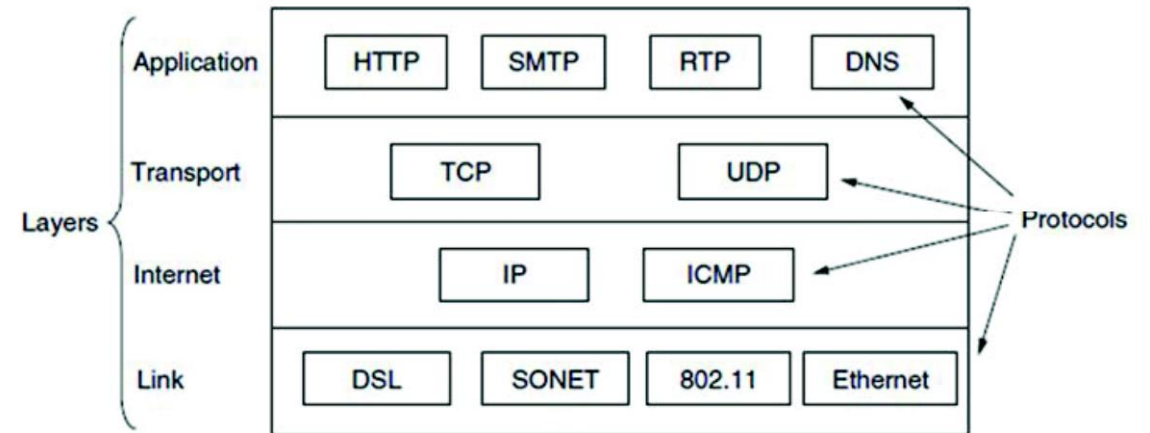 Application HTTP SMTP RTP DNS
Transport TCP UDP
Layers Protocols
Internet IP ICMP
Link DSL SONET 802.11 Ethernet